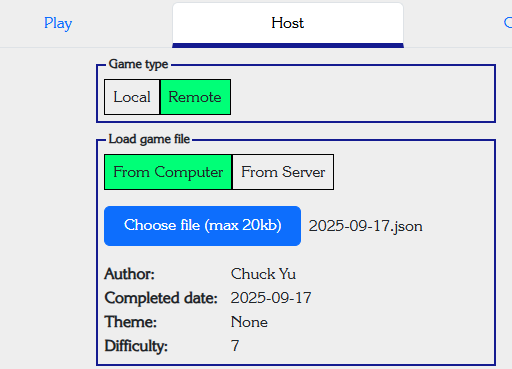 Play Host
Game type
Local Remote
Load game file
From Computer From Server
Choose file (max 20kb) 2025-09-17.json
Author: Chuck Yu
Completed date: 2025-09-17
Theme: None
Difficulty: 7